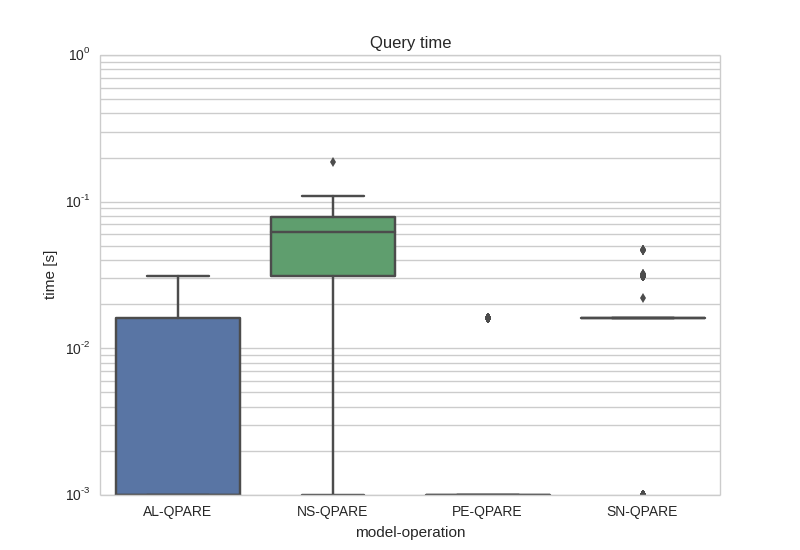 Query time
10⁰
10⁻¹
10⁻²
10⁻³
time [s]
AL-QPARE NS-QPARE PE-QPARE SN-QPARE
model-operation